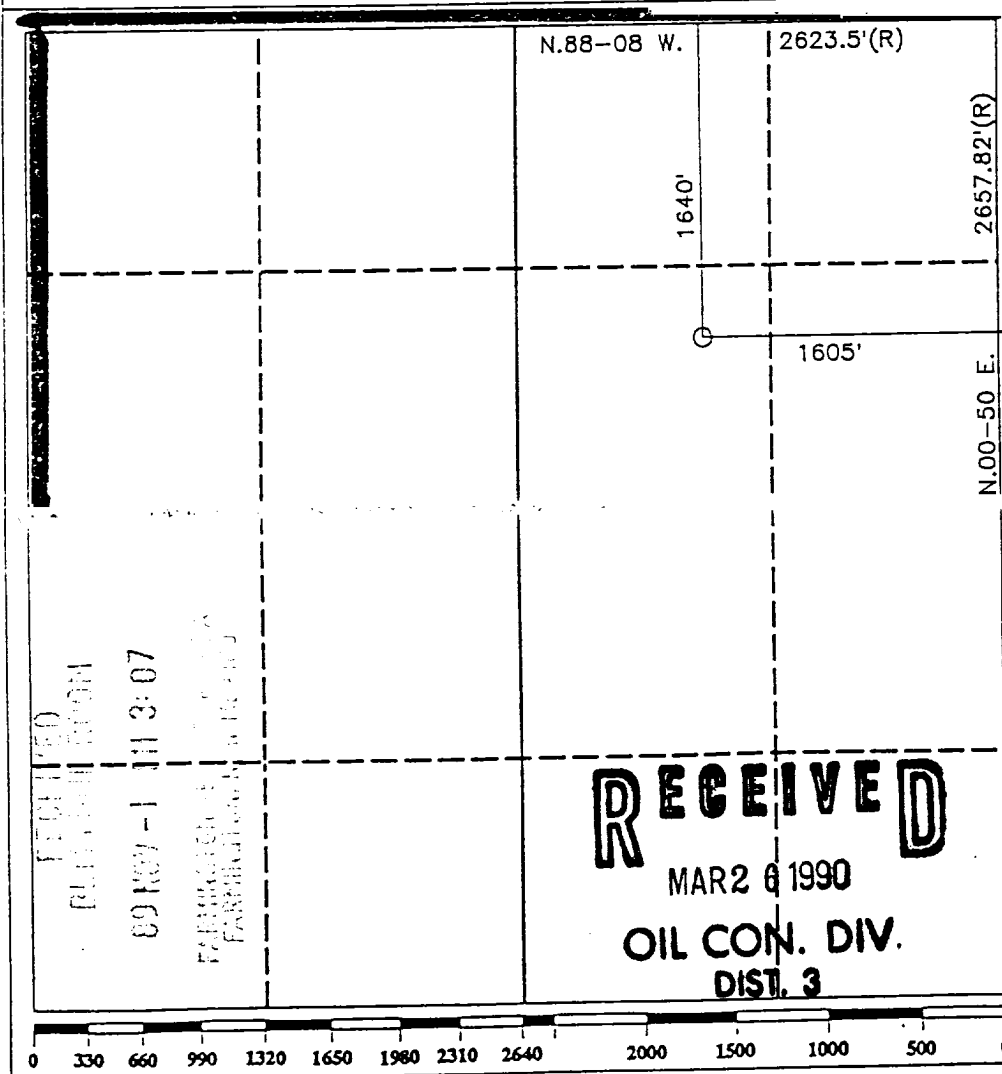 N.88-08 W. 2623.5'(R)
2657.82'(R)
1640'
1605'
N.00-50 E.
89 NOV -1 3:07
RECEIVED
MAR 26 1990
OIL CON. DIV.
DIST. 3
0 330 660 990 1320 1650 1980 2310 2640 2000 1500 1000 500